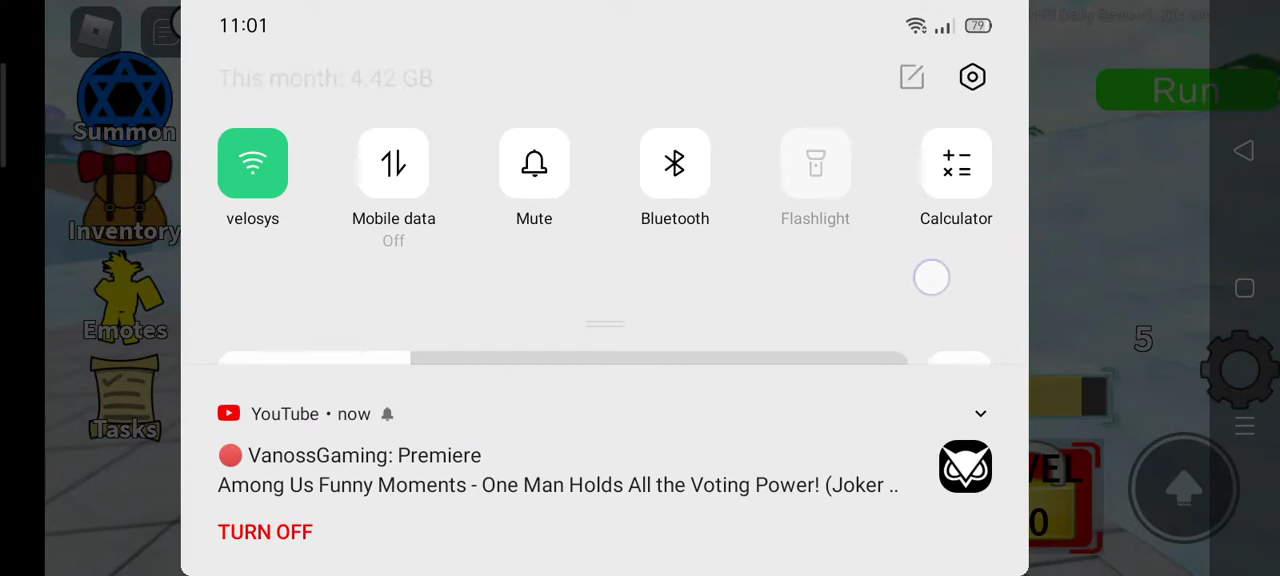 11:01
79
This month: 4.42 GB
Run
Summon
velosys
Mobile data
Mute
Bluetooth
Flashlight
Calculator
Off
Inventory
Emotes
5
YouTube • now
VanossGaming: Premiere
Among Us Funny Moments - One Man Holds All the Voting Power! (Joker ..
Tasks
TURN OFF
0